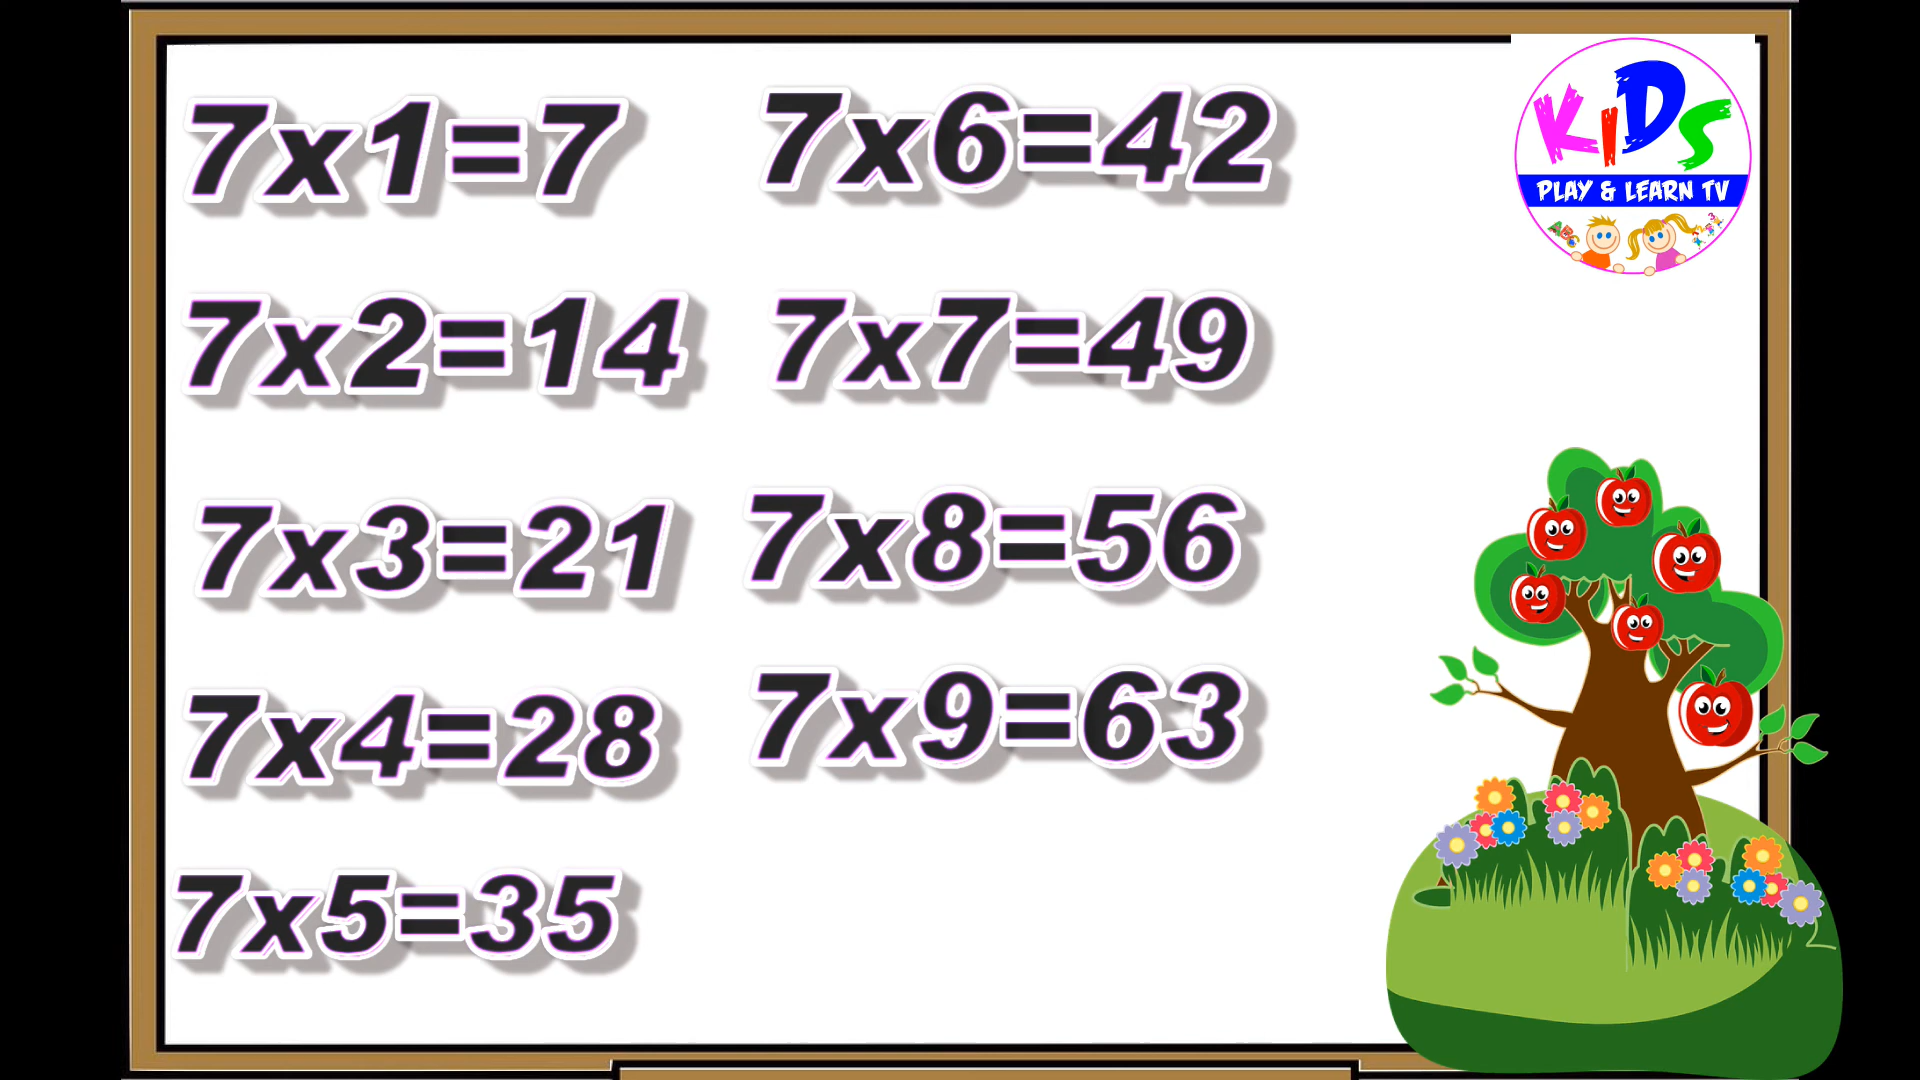 7x1=7
7x2=14
7x3=21
7x4=28
7x5=35
7x6=42
7x7=49
7x8=56
7x9=63
KiDS
PLAY & LEARN TV
ABC